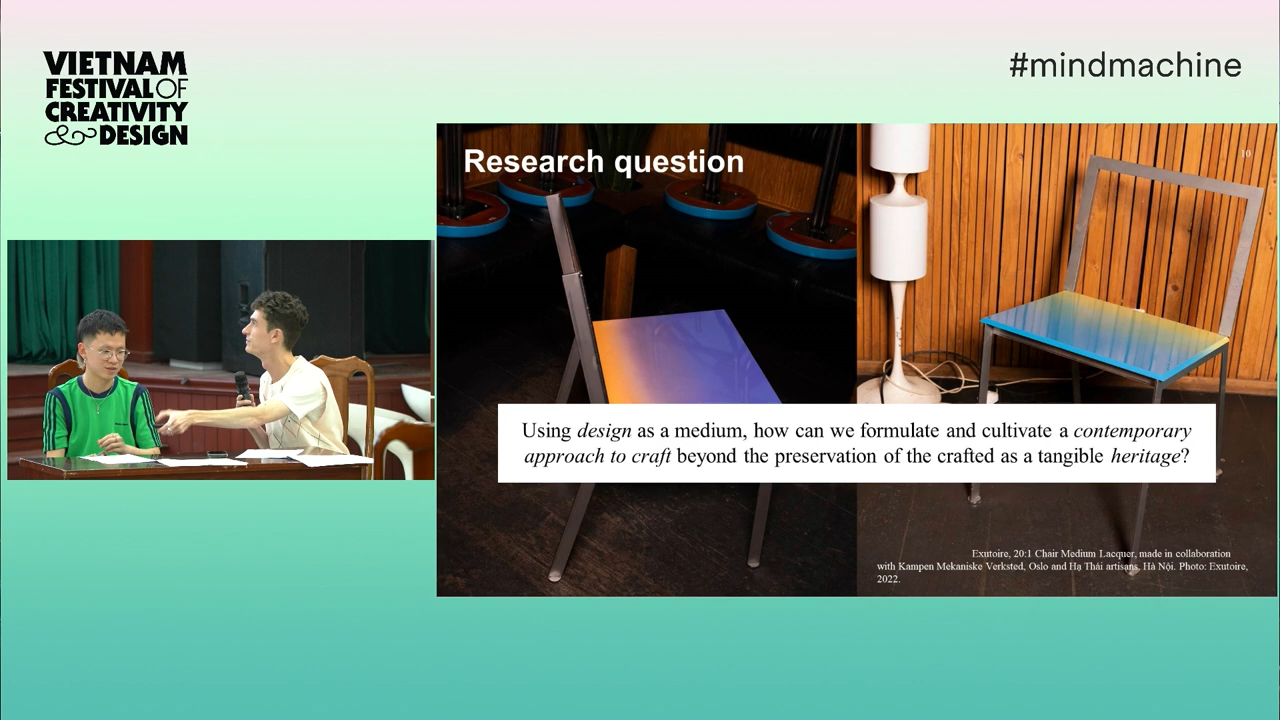 VIETNAM
FESTIVAL OF
CREATIVITY
& DESIGN
#mindmachine
Research question
10
Using design as a medium, how can we formulate and cultivate a contemporary
approach to craft beyond the preservation of the crafted as a tangible heritage?
Exutoire, 20:1 Chair Medium Lacquer, made in collaboration
with Kampen Mekaniske Verksted, Oslo and Hạ Thái artisans, Hà Nội. Photo: Exutoire,
2022.